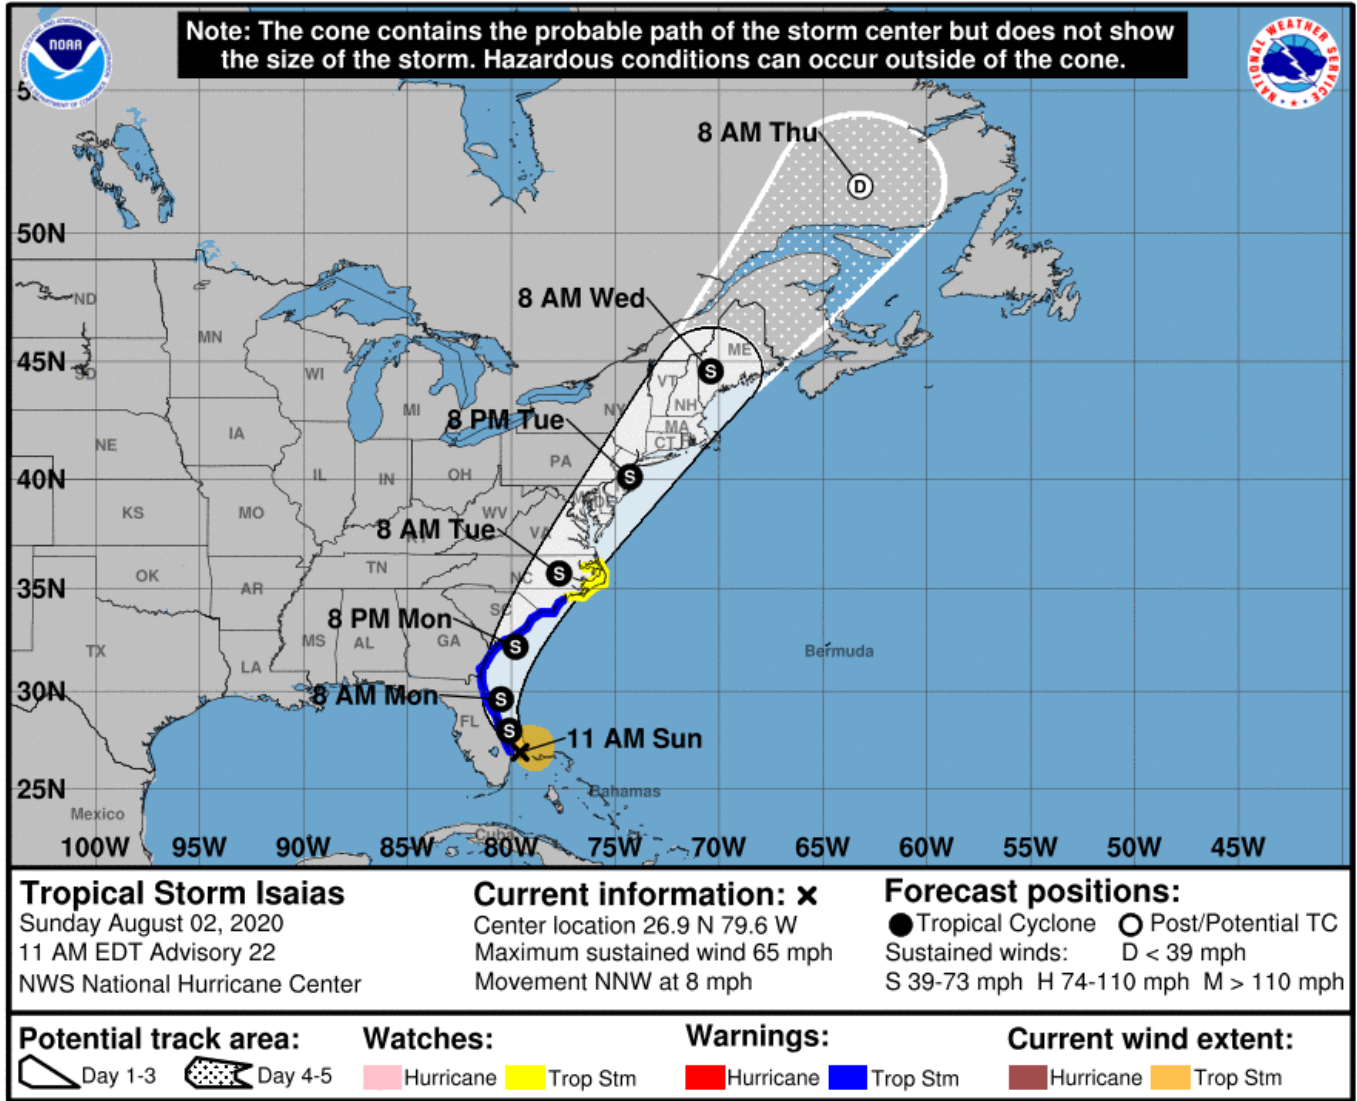 Note: The cone contains the probable path of the storm center but does not show
the size of the storm. Hazardous conditions can occur outside of the cone.
NOAA
NATIONAL WEATHER SERVICE
8 AM Thu
D
50N
ND
8 AM Wed
MN
ME
45N
SD
WI
S
VT
MI
NY
NH
8 PM Tue
MA
IA
NE
CT
PA
40N
IL
IN
OH
S
KS
MO
WV
8 AM Tue
VA
DE
OK
TN
S
NC
35N
AR
SC
8 PM Mon
TX
MS
AL
GA
S
Bermuda
LA
30N
8 AM Mon
S
FL
S
11 AM Sun
25N
Bahamas
Mexico
Cuba
100W 95W 90W 85W 80W 75W 70W 65W 60W 55W 50W 45W
Tropical Storm Isaias
Sunday August 02, 2020
11 AM EDT Advisory 22
NWS National Hurricane Center
Current information: x
Center location 26.9 N 79.6 W
Maximum sustained wind 65 mph
Movement NNW at 8 mph
Forecast positions:
Tropical Cyclone Post/Potential TC
Sustained winds: D < 39 mph
S 39-73 mph H 74-110 mph M > 110 mph
Potential track area:
Day 1-3 Day 4-5
Watches:
Hurricane Trop Stm
Warnings:
Hurricane Trop Stm
Current wind extent:
Hurricane Trop Stm